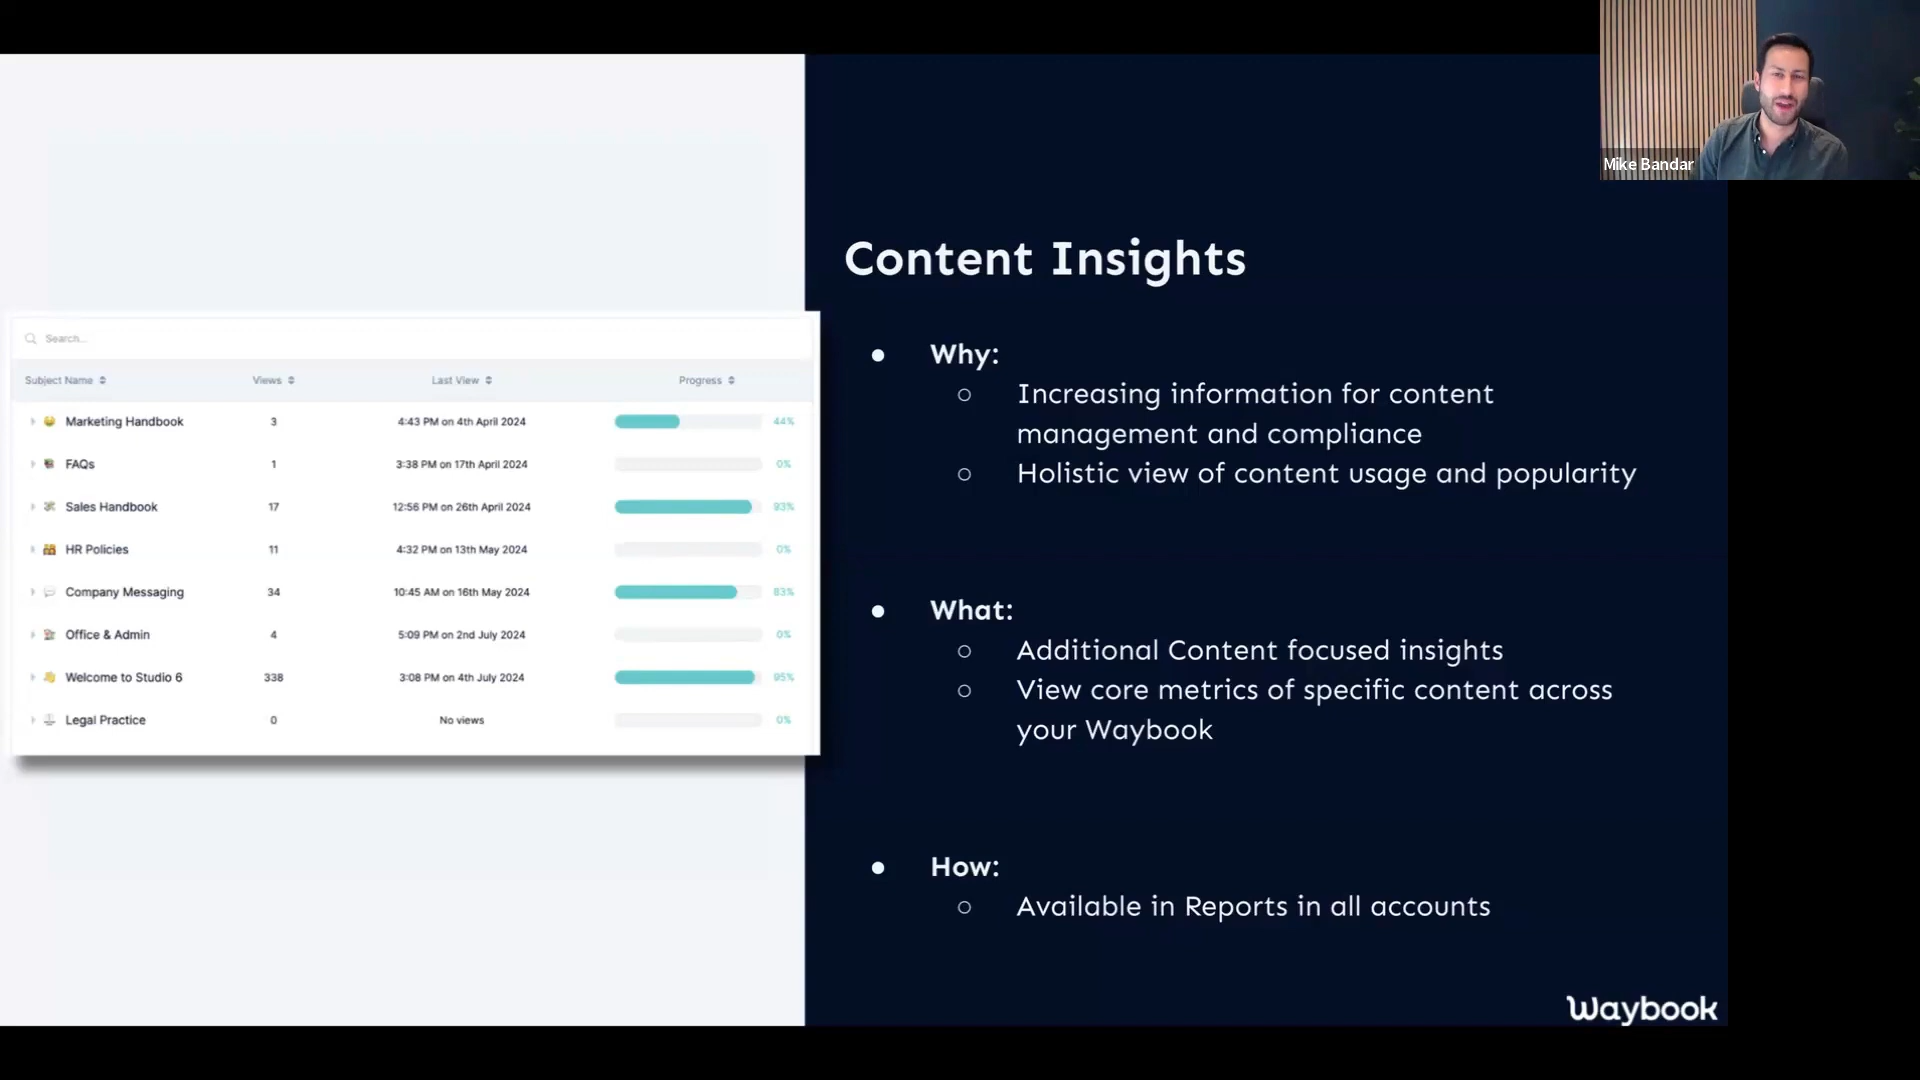 Mike Bandar
Search...
Subject Name Views Last View Progress
Marketing Handbook 3 4:43 PM on 4th April 2024 44%
FAQs 1 3:38 PM on 17th April 2024 0%
Sales Handbook 17 12:56 PM on 26th April 2024 93%
HR Policies 11 4:32 PM on 13th May 2024 0%
Company Messaging 34 10:45 AM on 16th May 2024 83%
Office & Admin 4 5:09 PM on 2nd July 2024 0%
Welcome to Studio 6 338 3:08 PM on 4th July 2024 95%
Legal Practice 0 No views 0%
Content Insights
Why:
Increasing information for content
management and compliance
Holistic view of content usage and popularity
What:
Additional Content focused insights
View core metrics of specific content across
your Waybook
How:
Available in Reports in all accounts
Waybook